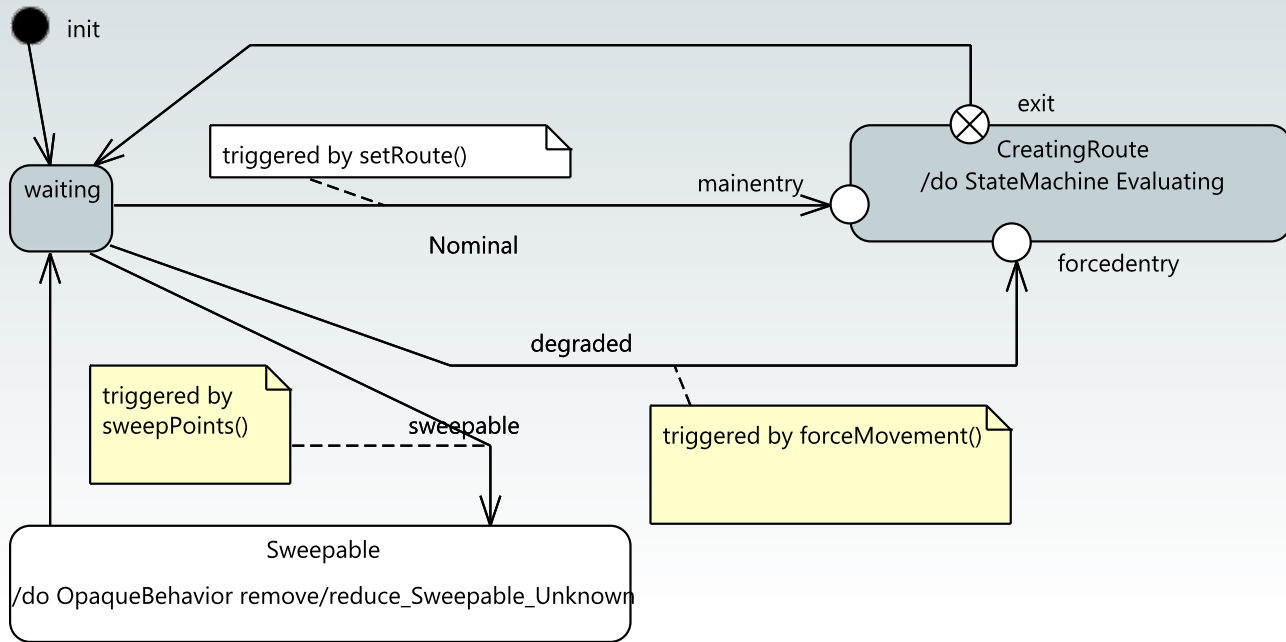 init
exit
triggered by setRoute()
CreatingRoute
/do StateMachine Evaluating
waiting
mainentry
Nominal
forcedentry
degraded
triggered by
sweepPoints()
sweepable
triggered by forceMovement()
Sweepable
/do OpaqueBehavior remove/reduce_Sweepable_Unknown